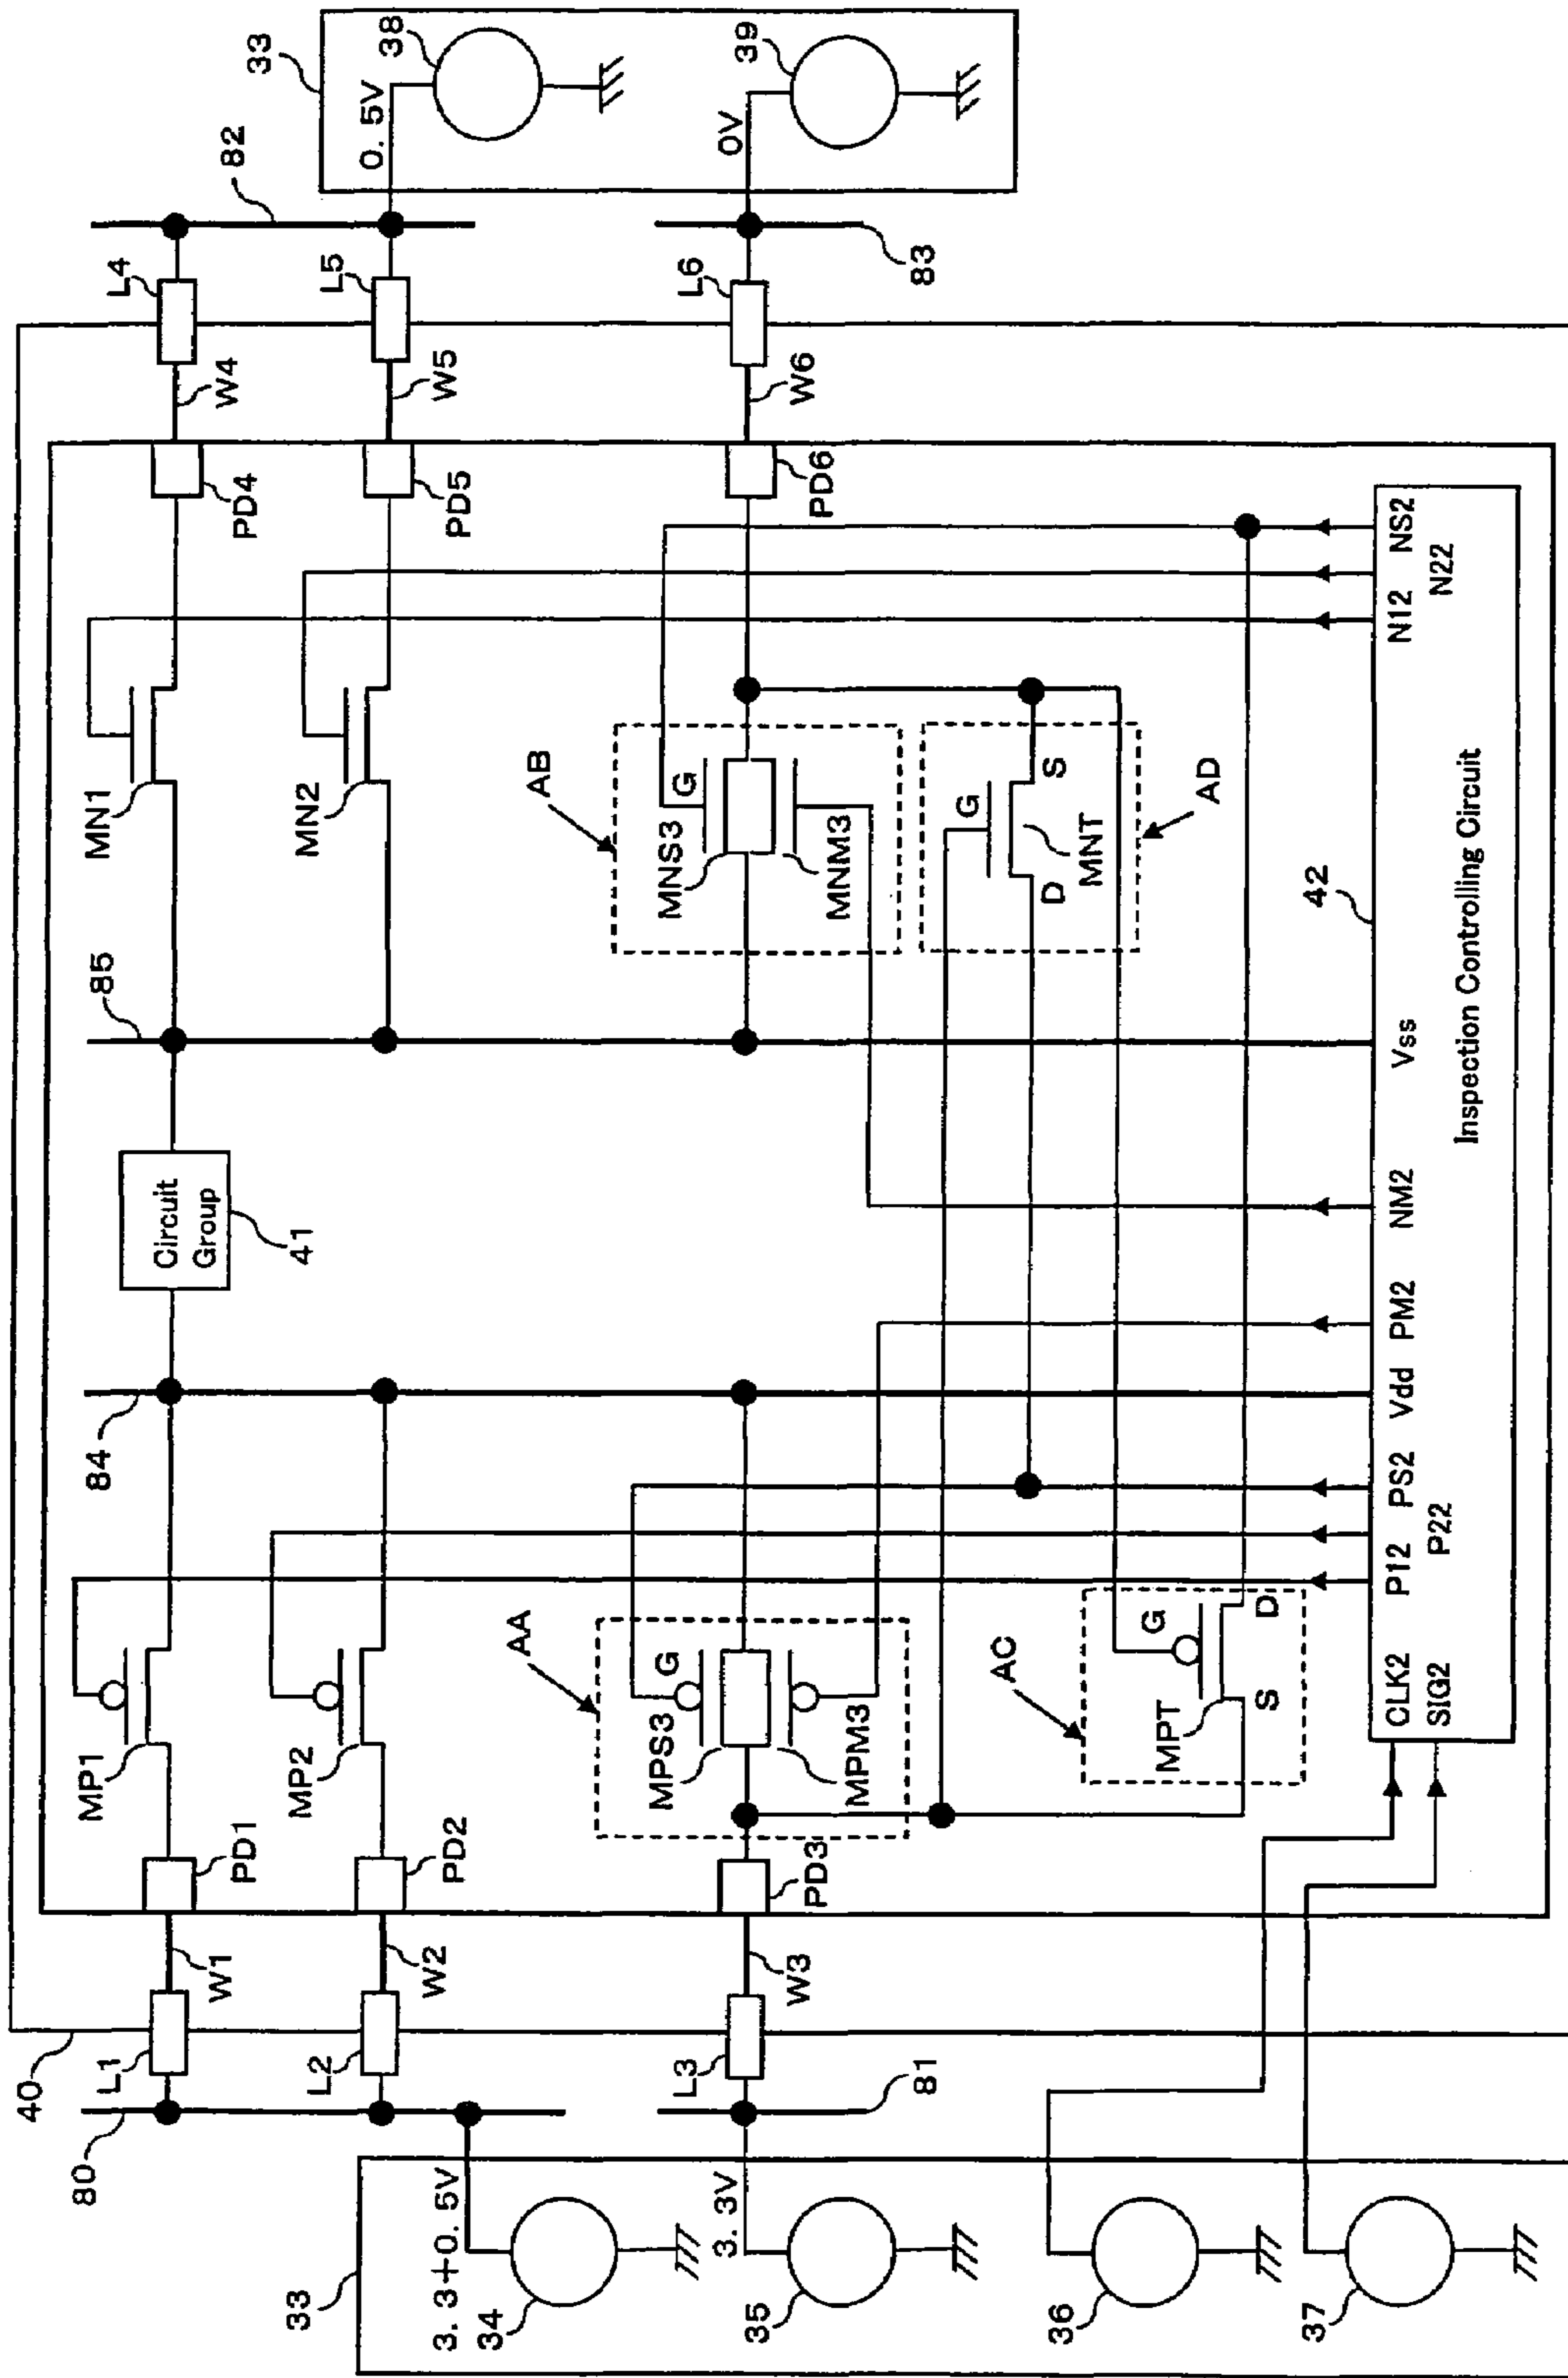 33
38
0. 5V
39
0V
82
83
L4
L5
L6
W4
W5
W6
PD4
PD5
PD6
MN1
MN2
AB
G
MNS3
MNM3
G
S
D
MNT
AD
85
Circuit
Group
41
84
MP1
MP2
AA
G
MPS3
MPM3
AC
G
D
S
MPT
PD1
PD2
PD3
W1
W2
W3
40
L1
L2
L3
80
81
33
3. 3+0. 5V
34
3. 3V
35
36
37
CLK2
SIG2
P12
P22
PS2
Vdd
PM2
NM2
Vss
N12
N22
NS2
42
Inspection Controlling Circuit